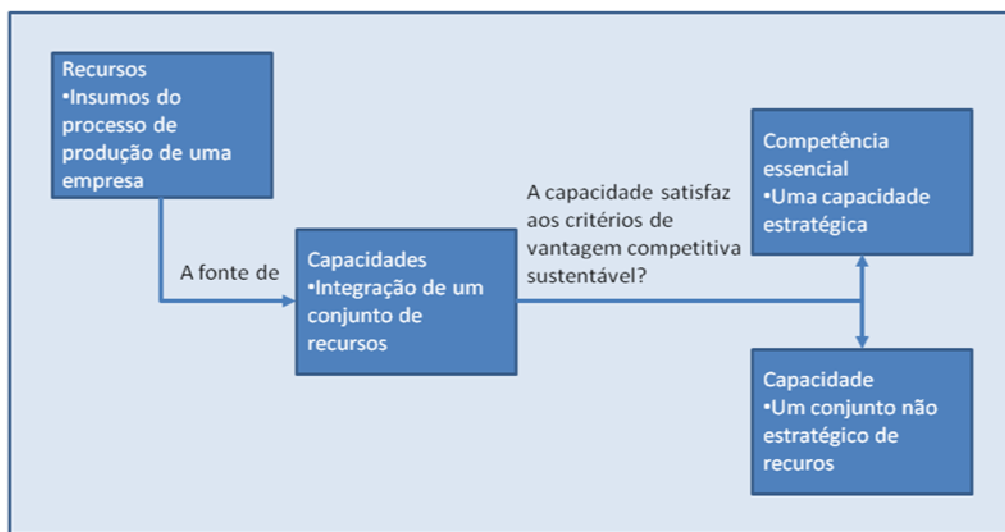 Recursos
•Insumos do
processo de
produção de uma
empresa
A fonte de
Capacidades
•Integração de um
conjunto de
recursos
A capacidade satisfaz
aos critérios de
vantagem competitiva
sustentável?
Competência
essencial
•Uma capacidade
estratégica
Capacidade
•Um conjunto não
estratégico de
recuros